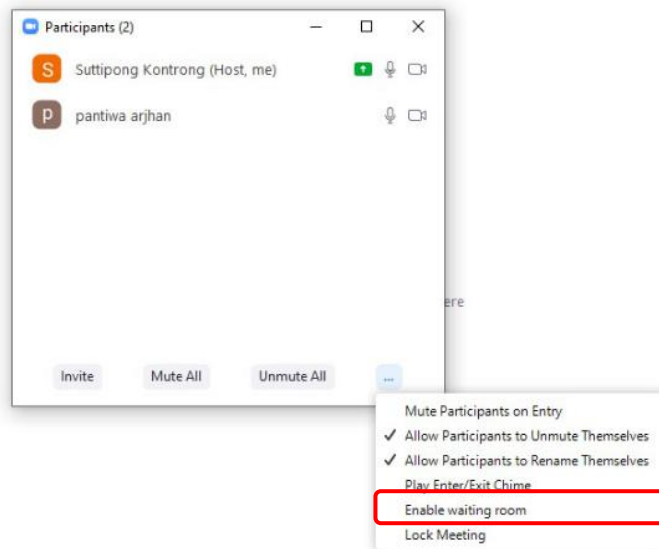 Participants (2)
S Suttipong Kontrong (Host, me)
p pantiwa arjhan
ere
Invite Mute All Unmute All ...
Mute Participants on Entry
✓ Allow Participants to Unmute Themselves
✓ Allow Participants to Rename Themselves
Play Enter/Exit Chime
Enable waiting room
Lock Meeting